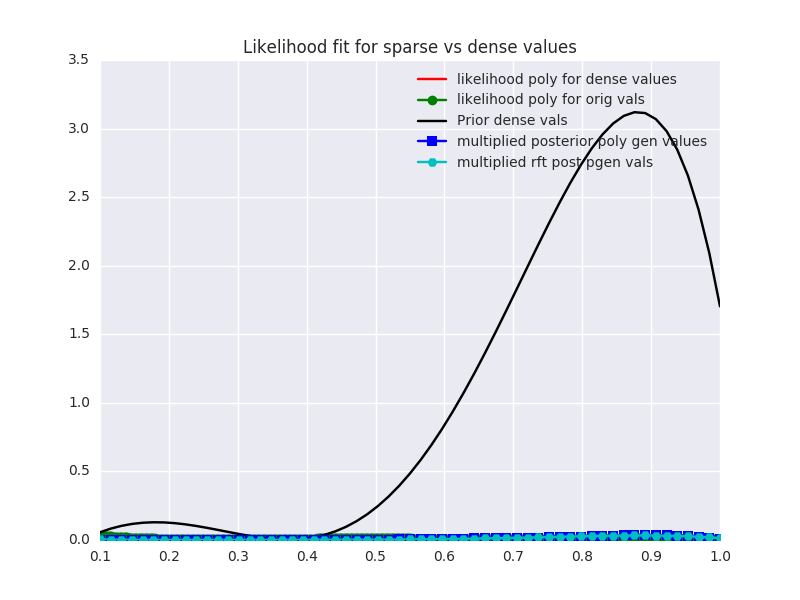 Likelihood fit for sparse vs dense values
3.5
likelihood poly for dense values
likelihood poly for orig vals
Prior dense vals
multiplied posterior poly gen values
multiplied rft post pgen vals
3.0
2.5
2.0
1.5
1.0
0.5
0.0
0.1 0.2 0.3 0.4 0.5 0.6 0.7 0.8 0.9 1.0